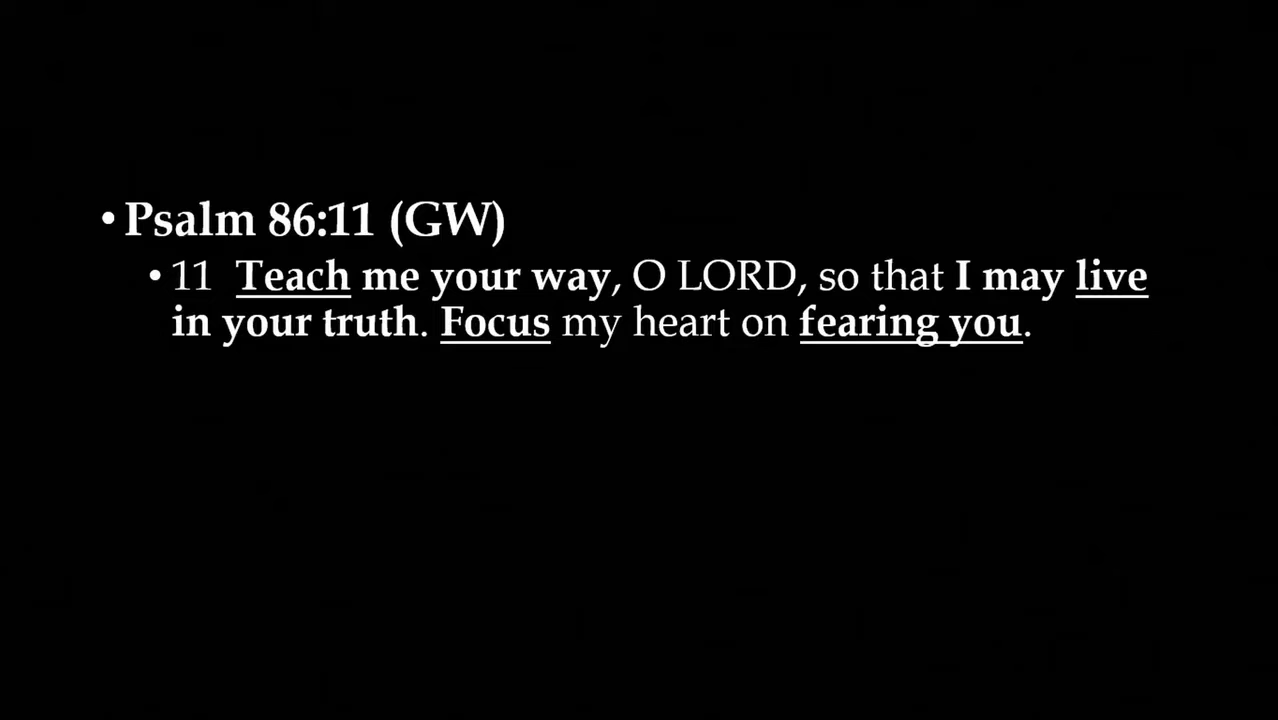 • Psalm 86:11 (GW)
• 11 Teach me your way, O LORD, so that I may live
in your truth. Focus my heart on fearing you.